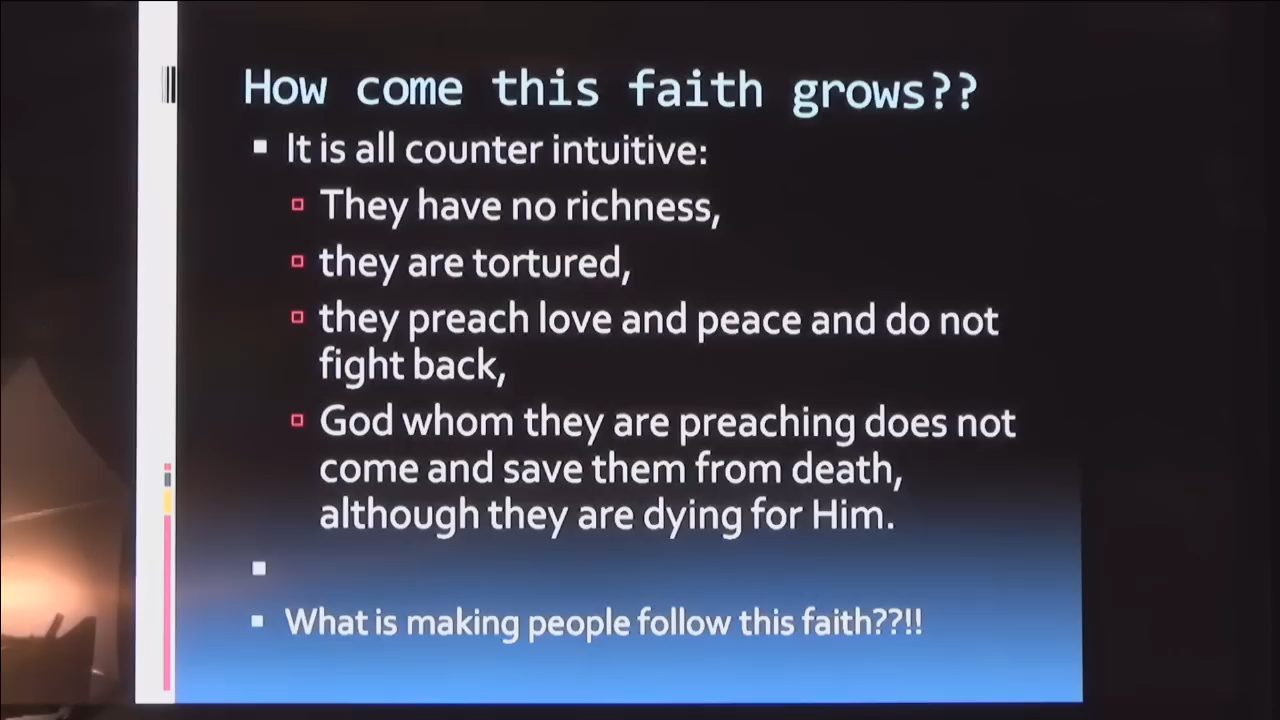 How come this faith grows??
It is all counter intuitive:
They have no richness,
they are tortured,
they preach love and peace and do not
fight back,
God whom they are preaching does not
come and save them from death,
although they are dying for Him.
What is making people follow this faith??!!